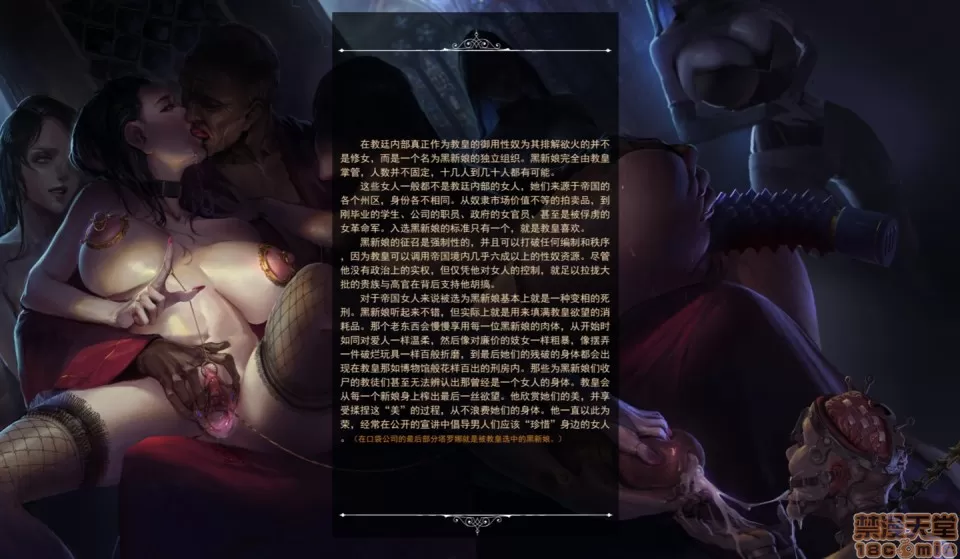 在教廷内部真正作为教皇的御用性奴为其排解欲火的并不
是修女，而是一个名为黑新娘的独立组织。黑新娘完全由教皇
掌管，人数并不固定，十几人到几十人都有可能。
这些女人一般都不是教廷内部的女人，她们来源于帝国的
各个州区，身份各不相同。从奴隶市场价值不等的拍卖品，到
刚毕业的学生、公司的职员、政府的女官员、甚至是被俘虏的
女革命军。入选黑新娘的标准只有一个，就是教皇喜欢。
黑新娘的征召是强制性的，并且可以打破任何编制和秩序
，因为教皇可以调用帝国境内几乎六成以上的性奴资源。尽管
他没有政治上的实权，但仅凭他对女人的控制，就足以拉拢大
批的贵族与高官在背后支持他胡搞。
对于帝国女人来说被选为黑新娘基本上就是一种变相的死
刑。黑新娘听起来不错，但实际上就是用来填满教皇欲望的消
耗品。那个老东西会慢慢享用每一位黑新娘的肉体，从开始时
如同对爱人一样温柔，然后像对廉价的妓女一样粗暴，像摆弄
一件破烂玩具一样百般折磨，到最后她们的残破的身体都会出
现在教皇那如博物馆般花样百出的刑房内。那些为黑新娘们收
尸的教徒们甚至无法辨认出那曾经是一个女人的身体。教皇会
从每一个新娘身上榨出最后一丝欲望。他欣赏她们的美，并享
受揉捏这“美”的过程，从不浪费她们的身体。他一直以此为
荣，经常在公开的宣讲中倡导男人们应该“珍惜”身边的女人
。（在口袋公司的最后部分塔罗娜就是被教皇选中的黑新娘。）
禁漫天堂
18comic